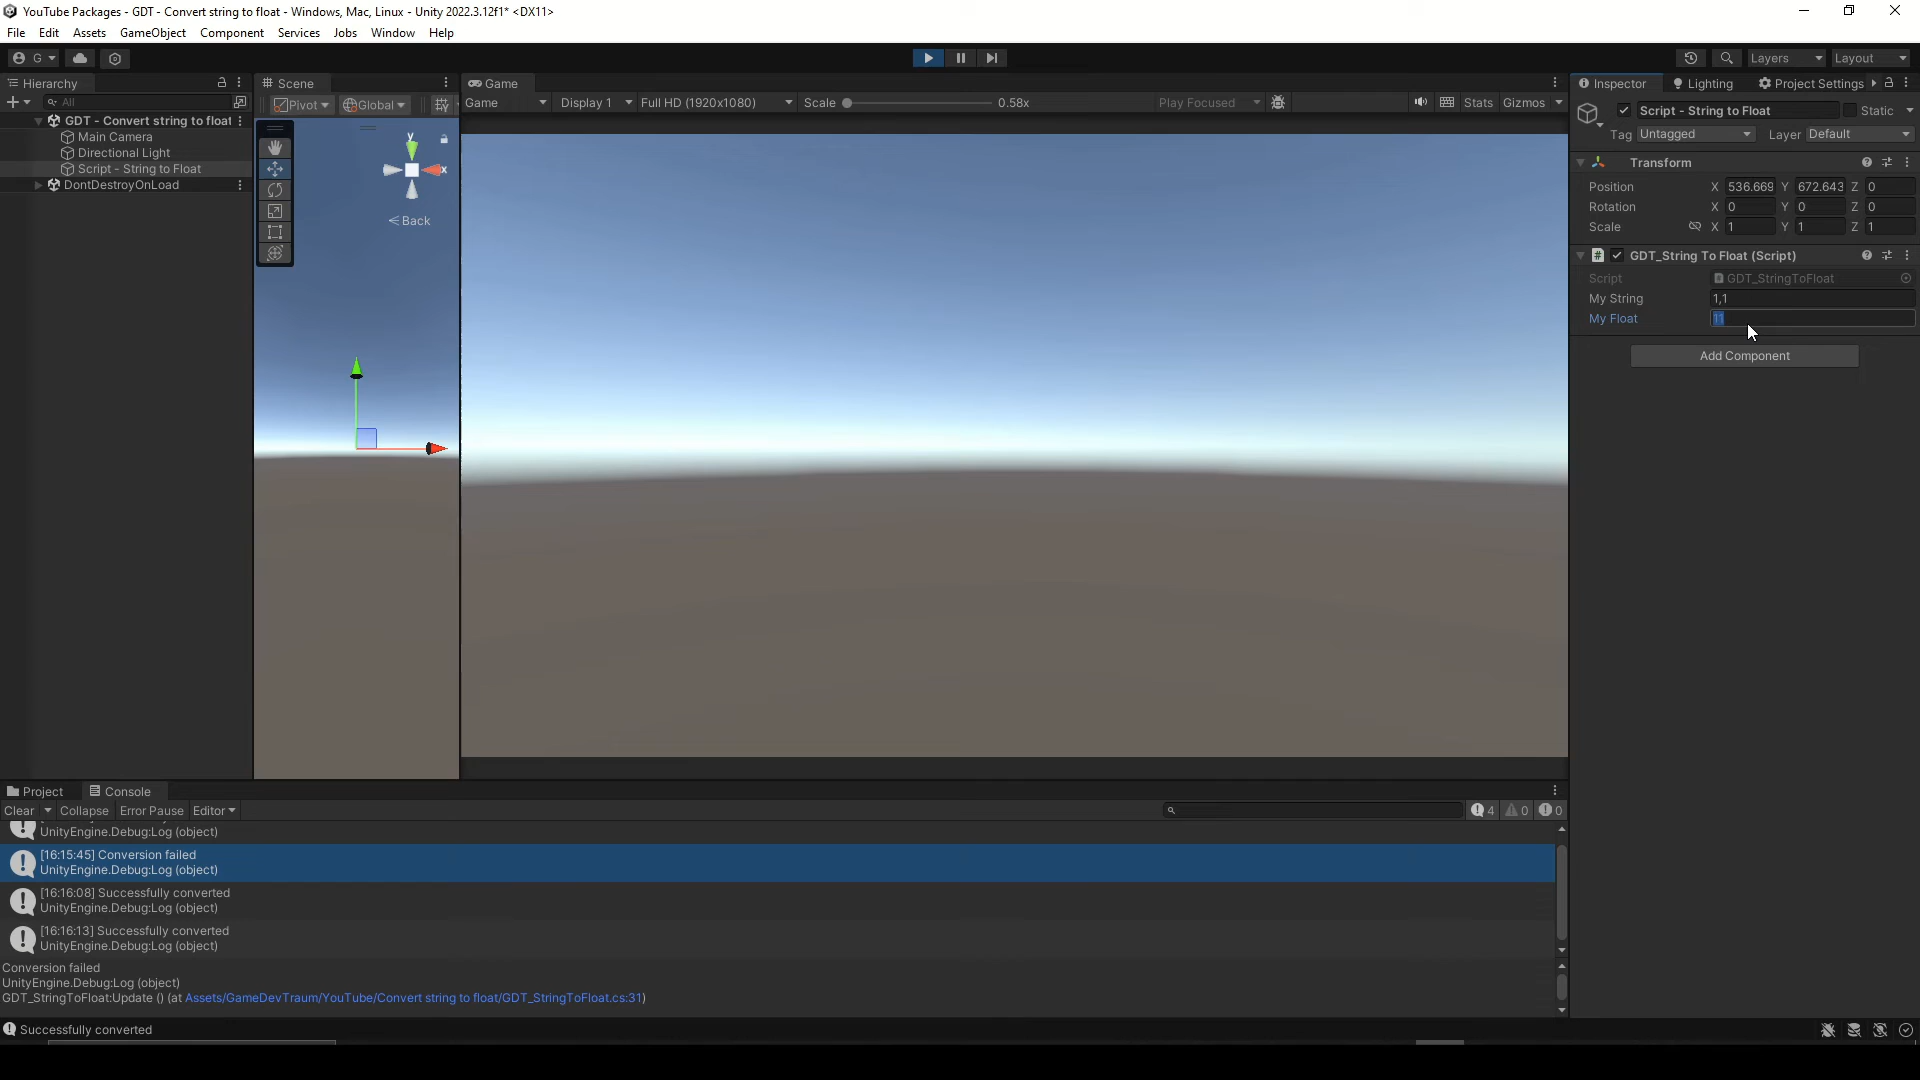 YouTube Packages - GDT - Convert string to float - Windows, Mac, Linux - Unity 2022.3.12f1* <DX11>
File Edit Assets GameObject Component Services Jobs Window Help
G Layers Layout
Hierarchy Scene Game Inspector Lighting Project Settings
All Pivot Global Game Display 1 Full HD (1920x1080) Scale 0.58x Play Focused Stats Gizmos
Script - String to Float Static
Tag Untagged Layer Default
GDT - Convert string to float
Main Camera
Directional Light
Script - String to Float
DontDestroyOnLoad
y
x
Back
Transform
Position X 536.669 Y 672.643 Z 0
Rotation X 0 Y 0 Z 0
Scale X 1 Y 1 Z 1
# GDT_String To Float (Script)
Script GDT_StringToFloat
My String 1,1
My Float 11
Add Component
Project Console
Clear Collapse Error Pause Editor 4 0 0
UnityEngine.Debug:Log (object)
[16:15:45] Conversion failed
UnityEngine.Debug:Log (object)
[16:16:08] Successfully converted
UnityEngine.Debug:Log (object)
[16:16:13] Successfully converted
UnityEngine.Debug:Log (object)
Conversion failed
UnityEngine.Debug:Log (object)
GDT_StringToFloat:Update () (at Assets/GameDevTraum/YouTube/Convert string to float/GDT_StringToFloat.cs:31)
Successfully converted